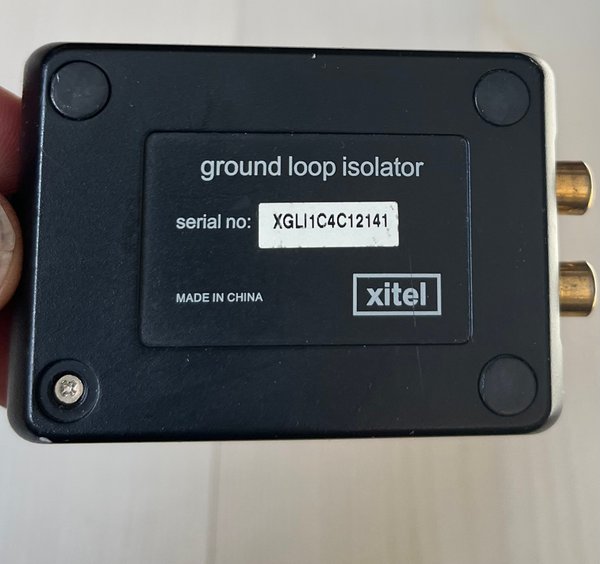 ground loop isolator
serial no: XGLI1C4C12141
MADE IN CHINA
xitel